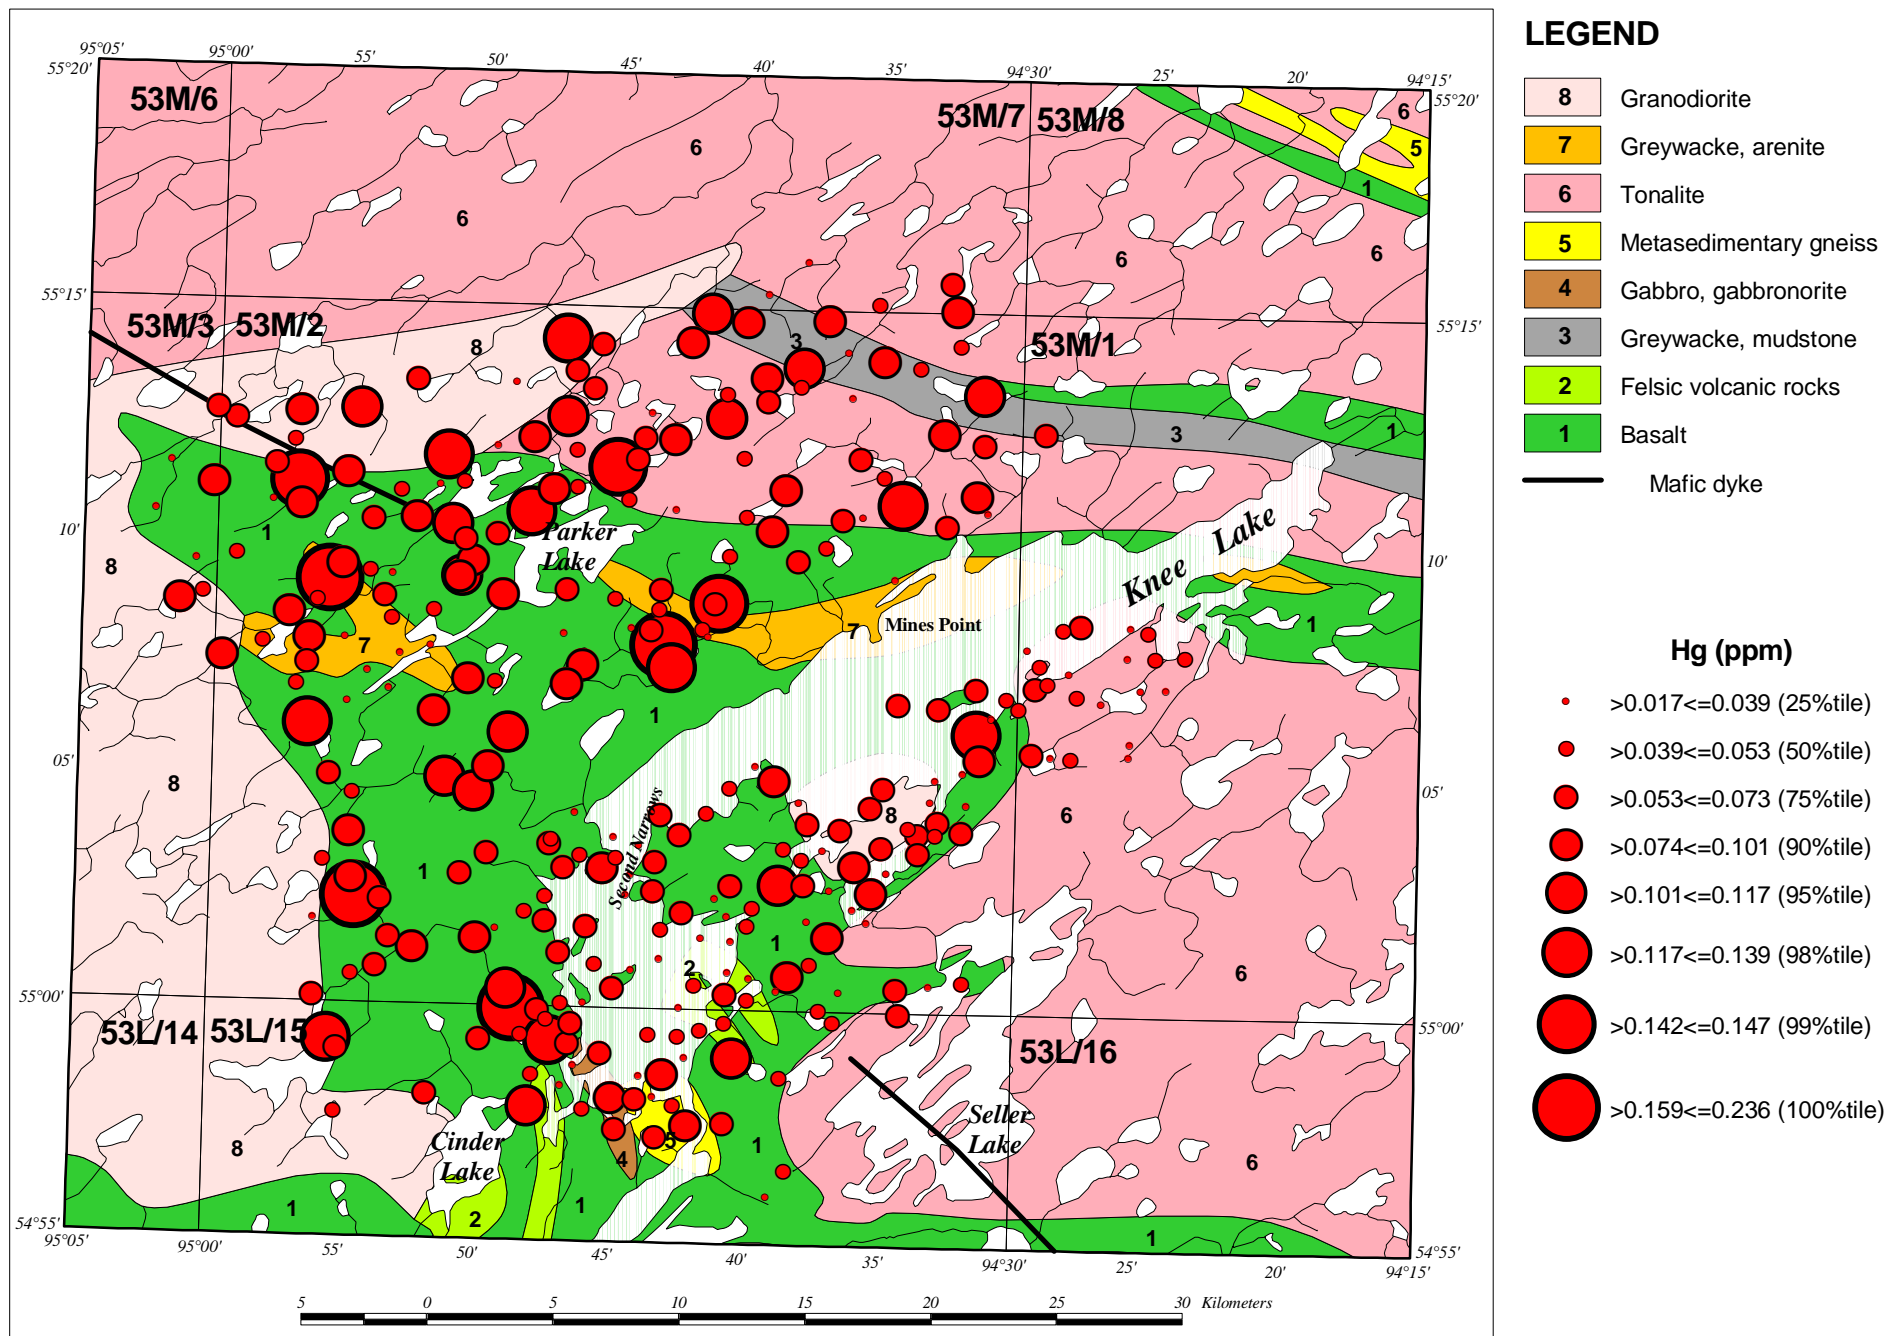 95°05'
95°00'
55'
50'
45'
40'
35'
94°30'
25'
20'
94°15'
55°20'
55°20'
53M/6
53M/7
53M/8
6
5
6
1
6
6
6
6
55°15'
55°15'
53M/3
53M/2
53M/1
8
3
3
1
10'
10'
1
8
Parker
Lake
Knee Lake
7
7
Mines Point
1
1
05'
05'
8
8
6
Second Narrows
1
1
2
6
55°00'
55°00'
53L/14
53L/15
53L/16
Cinder
Lake
Seller
Lake
8
5
4
1
6
1
2
1
1
54°55'
54°55'
95°05'
95°00'
55'
50'
45'
40'
35'
94°30'
25'
20'
94°15'
5
0
5
10
15
20
25
30
Kilometers
LEGEND
8 Granodiorite
7 Greywacke, arenite
6 Tonalite
5 Metasedimentary gneiss
4 Gabbro, gabbronorite
3 Greywacke, mudstone
2 Felsic volcanic rocks
1 Basalt
Mafic dyke
Hg (ppm)
>0.017<=0.039 (25%tile)
>0.039<=0.053 (50%tile)
>0.053<=0.073 (75%tile)
>0.074<=0.101 (90%tile)
>0.101<=0.117 (95%tile)
>0.117<=0.139 (98%tile)
>0.142<=0.147 (99%tile)
>0.159<=0.236 (100%tile)